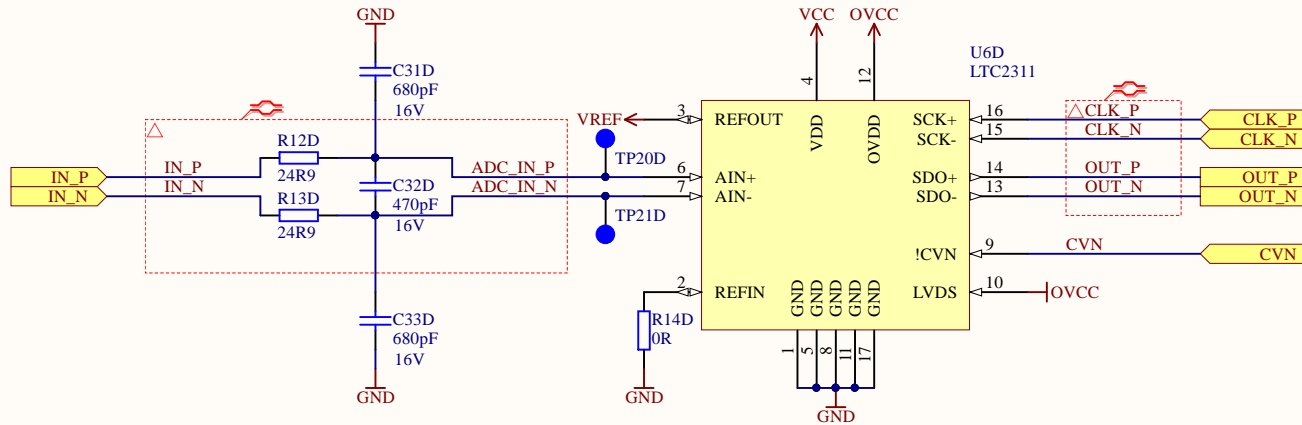 GND
VCC
OVCC
U6D
LTC2311
C31D
680pF
16V
4
12
VREF
3
REFOUT
VDD
OVDD
SCK+
16
CLK_P
CLK_P
SCK-
15
CLK_N
CLK_N
R12D
24R9
TP20D
IN_P
IN_P
ADC_IN_P
6
AIN+
SDO+
14
OUT_P
OUT_P
IN_N
IN_N
C32D
470pF
16V
ADC_IN_N
7
AIN-
SDO-
13
OUT_N
OUT_N
R13D
24R9
TP21D
!CVN
9
CVN
CVN
2
REFIN
GND
GND
GND
GND
GND
LVDS
10
OVCC
C33D
680pF
16V
R14D
0R
1
5
8
11
17
GND
GND
GND